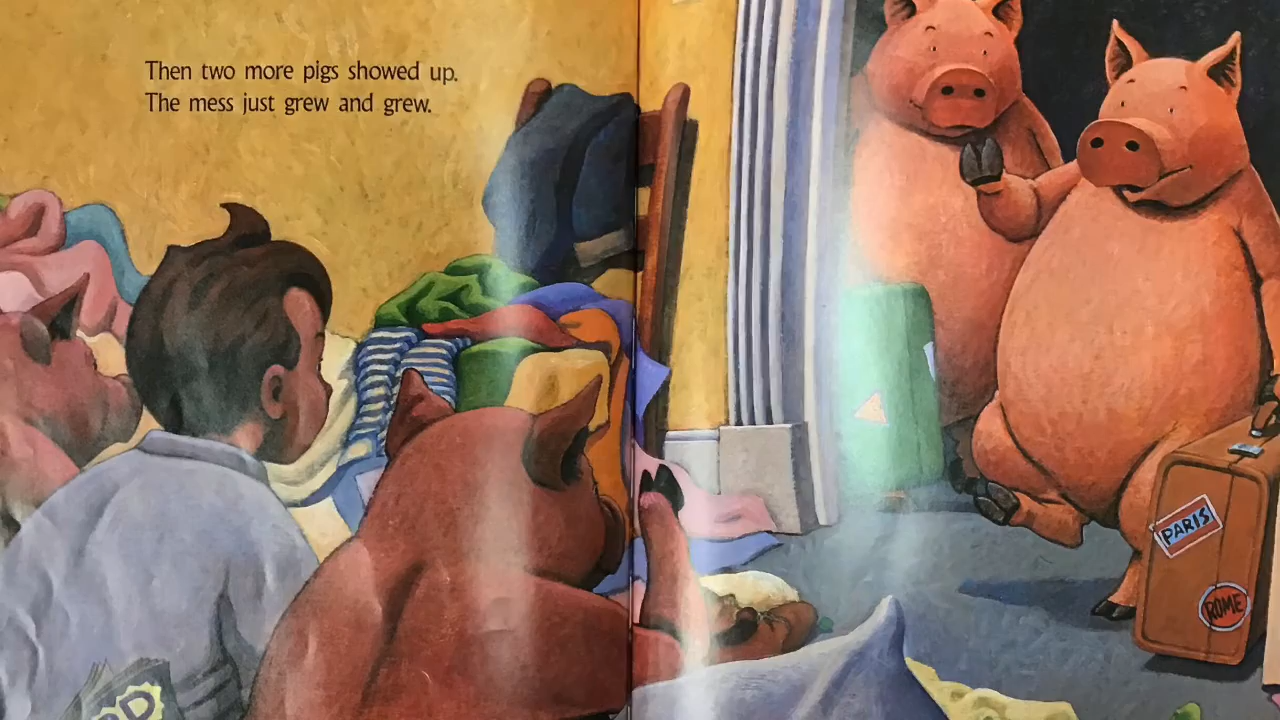 Then two more pigs showed up.
The mess just grew and grew.
PARIS
ROME